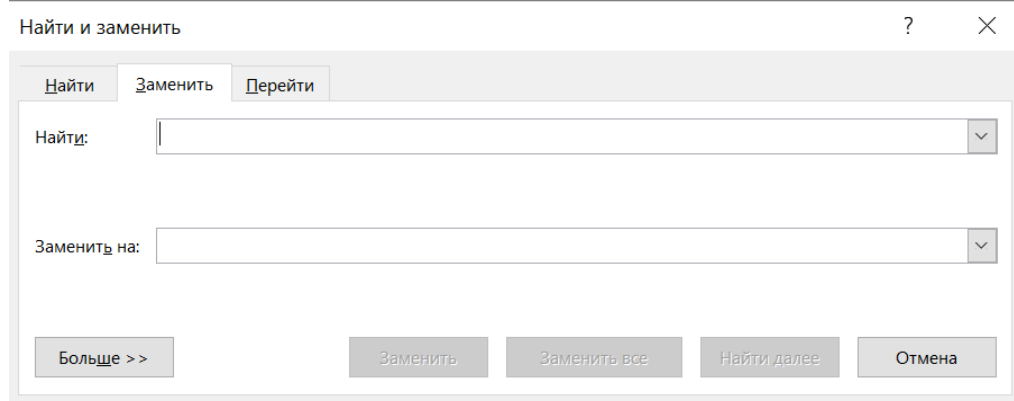 Найти и заменить ?
Найти Заменить Перейти
Найти:
Заменить на:
Больше >> Заменить Заменить все Найти далее Отмена